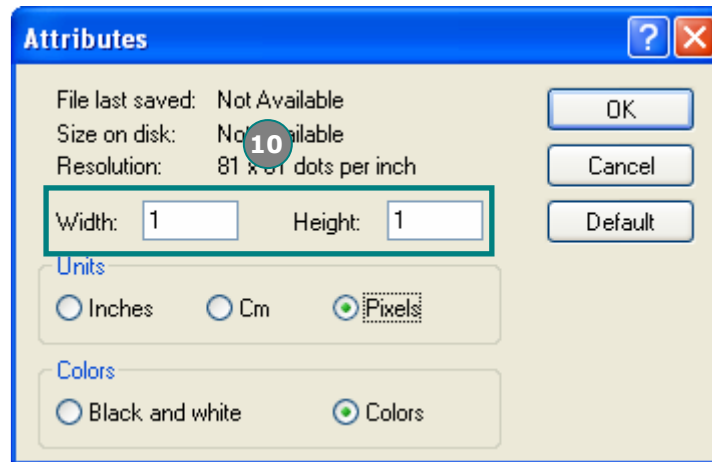 Attributes
File last saved: Not Available
OK
Size on disk: Not
10
Resolution: 81 x dots per inch
Cancel
Width: 1 Height: 1
Default
Units
Inches Cm Pixels
Colors
Black and white Colors